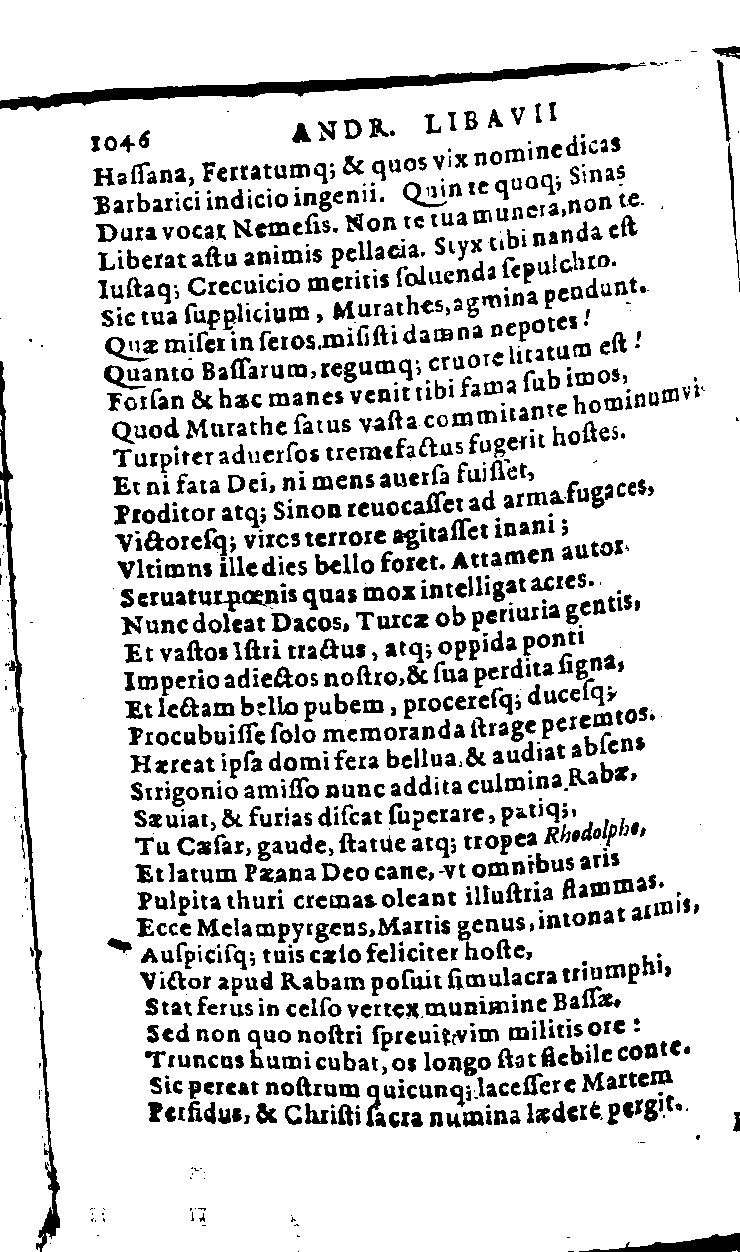 1046 ANDR. LIBAVII
Haſſana, Ferratumq; & quos vix nomine dicas
Barbarici indicio ingenii. Quin te quoq; Sinas
Dura vocat Nemeſis. Non te tua munera, non te
Liberat aſtu animis pellacia. Styx tibi nanda eſt
Iuſtaq; Crecuicio meritis ſoluenda ſepulchro.
Sic tua ſupplicium, Murathes, agmina pendunt.
Quæ miſer in ſeros, miſiſti damna nepotes!
Quanto Baſſarum, regumq; cruore litatum eſt!
Forſan & hæc manes venit tibi fama ſub imos,
Quod Murathe ſatus vaſta commitante hominum vi
Turpiter aduerſos tremefactus fugerit hoſtes.
Et ni fata Dei, ni mens auerſa fuiſſet,
Proditor atq; Sinon reuocaſſet ad arma fugaces,
Victoreſq; vires terrore agitaſſet inani;
Vltimns ille dies bello foret. Attamen autor
Seruatur pœnis quas mox intelligat acres.
Nunc doleat Dacos, Turcæ ob periuria gentis,
Et vaſtos Iſtri tractus, atq; oppida ponti
Imperio adiectos noſtro, & ſua perdita ſigna,
Et lectam bello pubem, procereſq; duceſq;
Procubuiſſe ſolo memoranda ſtrage peremtos.
Hæreat ipſa domi fera bellua, & audiat abſens
Strigonio amiſſo nunc addita culmina Rabæ,
Sæuiat, & furias diſcat ſuperare, patiq;,
Tu Cæſar, gaude, ſtatue atq; tropea Rhodolphe,
Et latum Pæana Deo cane, vt omnibus aris
Pulpita thuri cremas oleant illuſtria flammas.
Ecce Melampyrgens, Martis genus, intonat armis,
Auſpiciſq; tuis cælo feliciter hoſte,
Victor apud Rabam poſuit ſimulacra triumphi,
Stat ferus in celſo vertex munimine Baſſæ,
Sed non quo noſtri ſpreuit vim militis ore:
Truncus humi cubat, os longo ſtat flebile conte.
Sic pereat noſtrum quicunq; laceſſere Martem
Perfidus, & Chriſti ſacra numina lædere pergit.